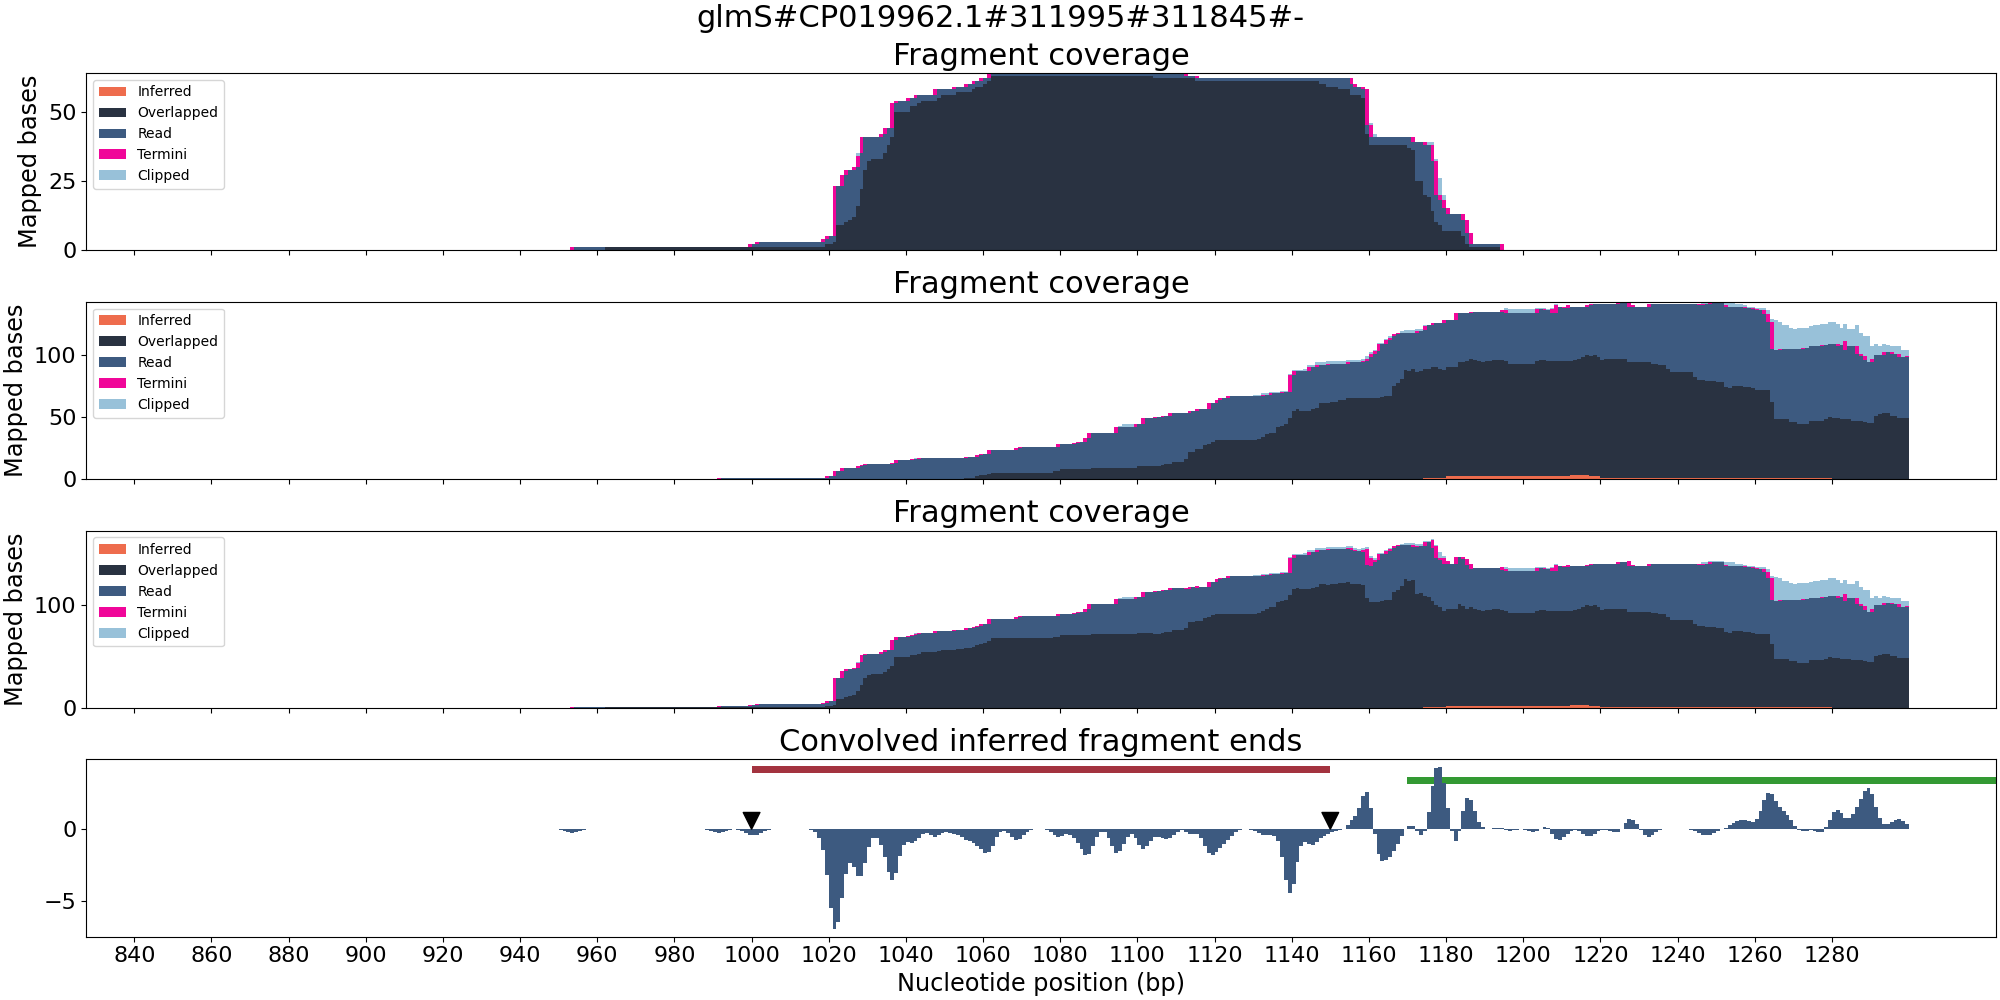 glmS#CP019962.1#311995#311845#-
Fragment coverage
Mapped bases
50
25
0
Inferred
Overlapped
Read
Termini
Clipped
Fragment coverage
Mapped bases
100
50
0
Inferred
Overlapped
Read
Termini
Clipped
Fragment coverage
Mapped bases
100
0
Inferred
Overlapped
Read
Termini
Clipped
Convolved inferred fragment ends
0
−5
840 860 880 900 920 940 960 980 1000 1020 1040 1060 1080 1100 1120 1140 1160 1180 1200 1220 1240 1260 1280
Nucleotide position (bp)